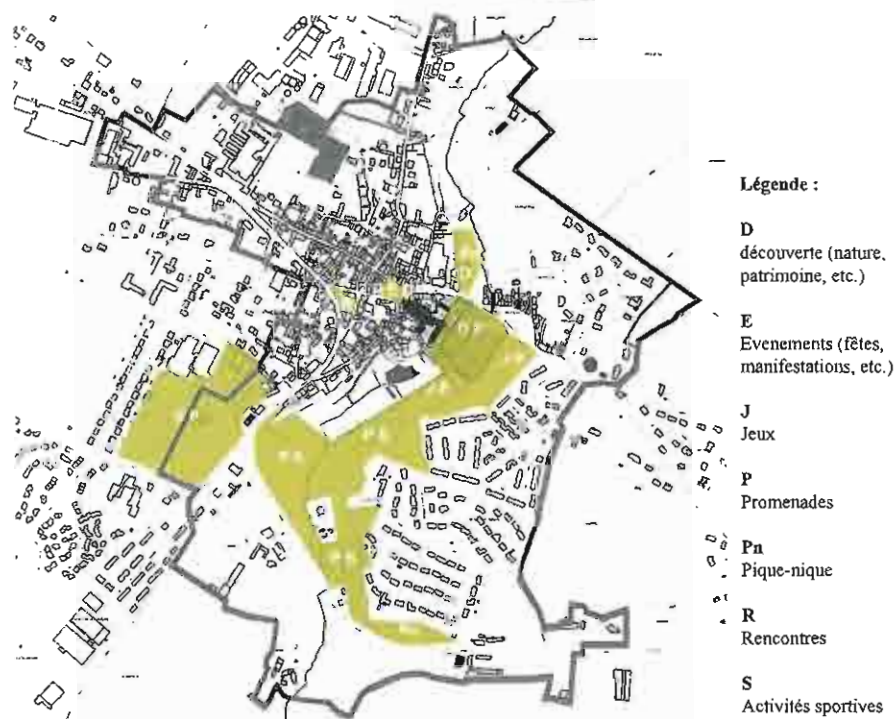 Légende :
D
découverte (nature,
patrimoine, etc.)
E
Evenements (fêtes,
manifestations, etc.)
J
Jeux
P
Promenades
Pn
Pique-nique
R
Rencontres
S
Activités sportives